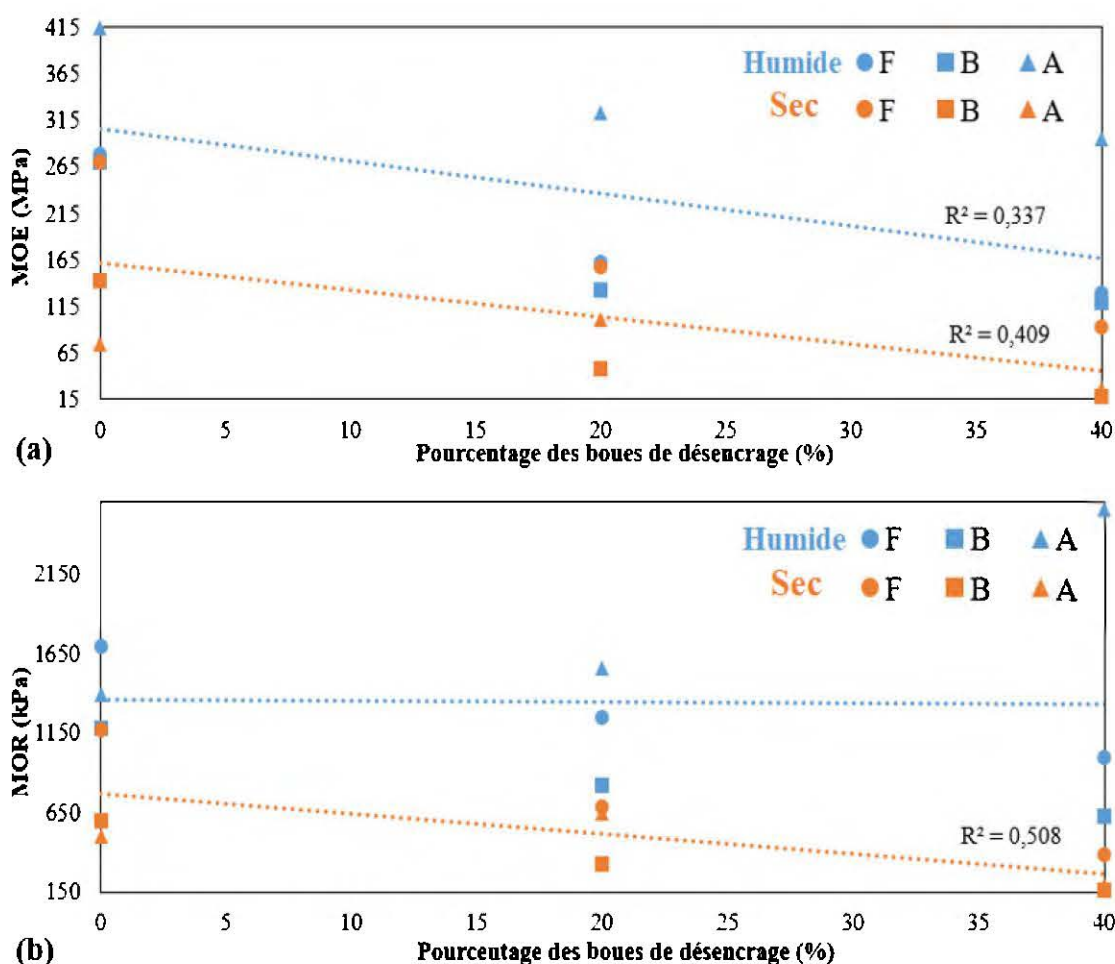 415
365
315
265
215
165
115
65
15
MOE (MPa)
Humide F B A
Sec F B A
R² = 0,337
R² = 0,409
0 5 10 15 20 25 30 35 40
(a) Pourcentage des boues de désencrage (%)
2150
1650
1150
650
150
MOR (kPa)
Humide F B A
Sec F B A
R² = 0,508
0 5 10 15 20 25 30 35 40
(b) Pourcentage des boues de désencrage (%)